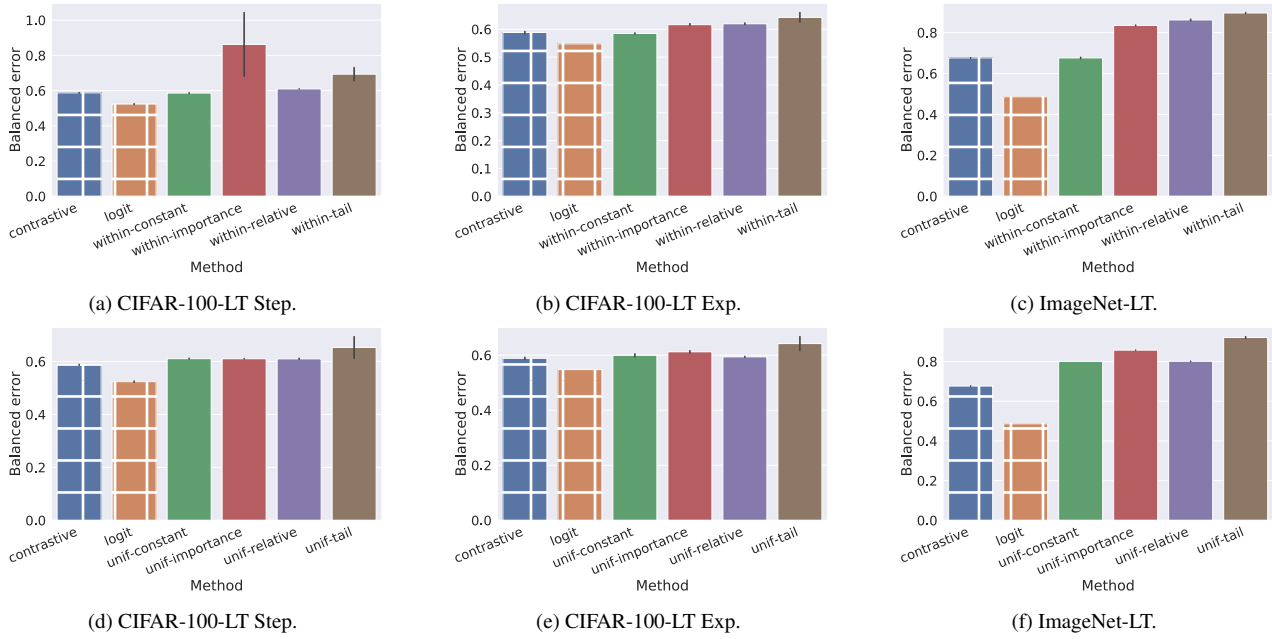 1.0
0.8
0.6
0.4
0.2
0.0
Balanced error
contrastive
logit
within-constant
within-importance
within-relative
within-tail
Method
(a) CIFAR-100-LT Step.
0.6
0.5
0.4
0.3
0.2
0.1
0.0
Balanced error
contrastive
logit
within-constant
within-importance
within-relative
within-tail
Method
(b) CIFAR-100-LT Exp.
0.8
0.6
0.4
0.2
0.0
Balanced error
contrastive
logit
within-constant
within-importance
within-relative
within-tail
Method
(c) ImageNet-LT.
0.6
0.4
0.2
0.0
Balanced error
contrastive
logit
unif-constant
unif-importance
unif-relative
unif-tail
Method
(d) CIFAR-100-LT Step.
0.6
0.4
0.2
0.0
Balanced error
contrastive
logit
unif-constant
unif-importance
unif-relative
unif-tail
Method
(e) CIFAR-100-LT Exp.
0.8
0.6
0.4
0.2
0.0
Balanced error
contrastive
logit
unif-constant
unif-importance
unif-relative
unif-tail
Method
(f) ImageNet-LT.